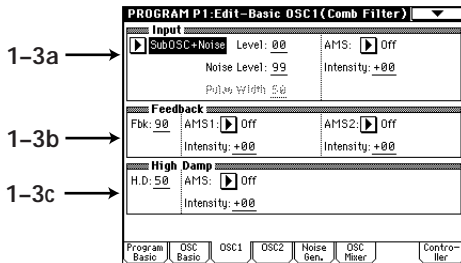 PROGRAM P1:Edit-Basic OSC1(Comb Filter)
Input
SubOSC+Noise Level: 00 AMS: Off
Noise Level: 99 Intensity: +00
Pulse Width 50
Feedback
Fbk: 90 AMS1: Off AMS2: Off
Intensity: +00 Intensity: +00
High Damp
H.D: 50 AMS: Off
Intensity: +00
Program Basic OSC Basic OSC1 OSC2 Noise Gen. OSC Mixer Contro-ller
1–3a
1–3b
1–3c